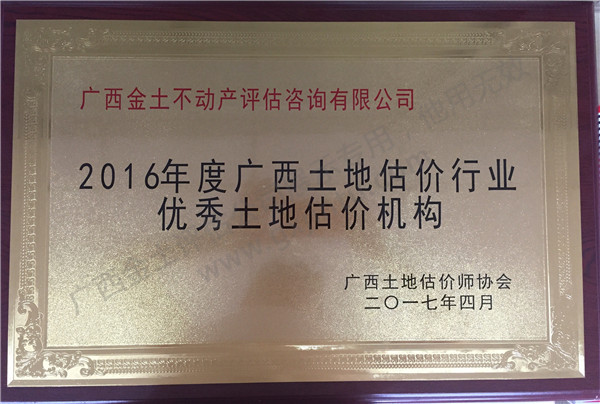 广西金土不动产评估咨询有限公司
2016年度广西土地估价行业
优秀土地估价机构
广西土地估价师协会
二〇一七年四月